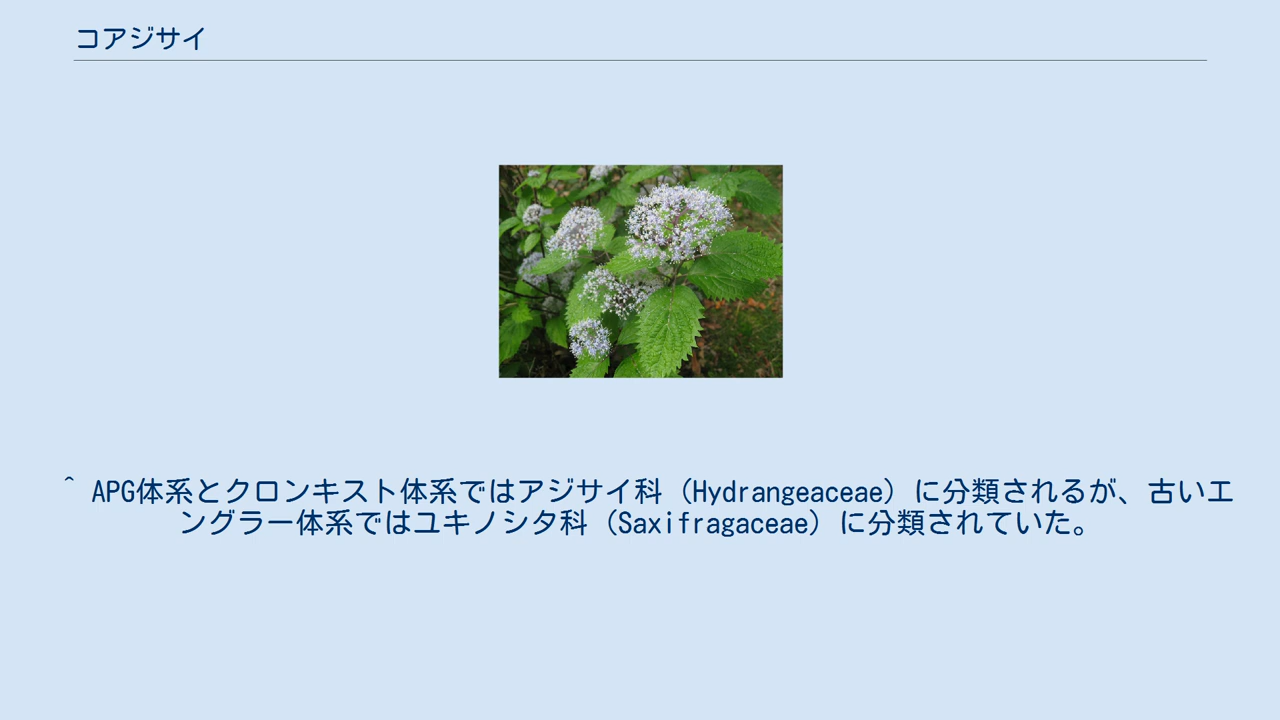 コアジサイ
^ APG体系とクロンキスト体系ではアジサイ科（Hydrangeaceae）に分類されるが、古いエ
ングラー体系ではユキノシタ科（Saxifragaceae）に分類されていた。